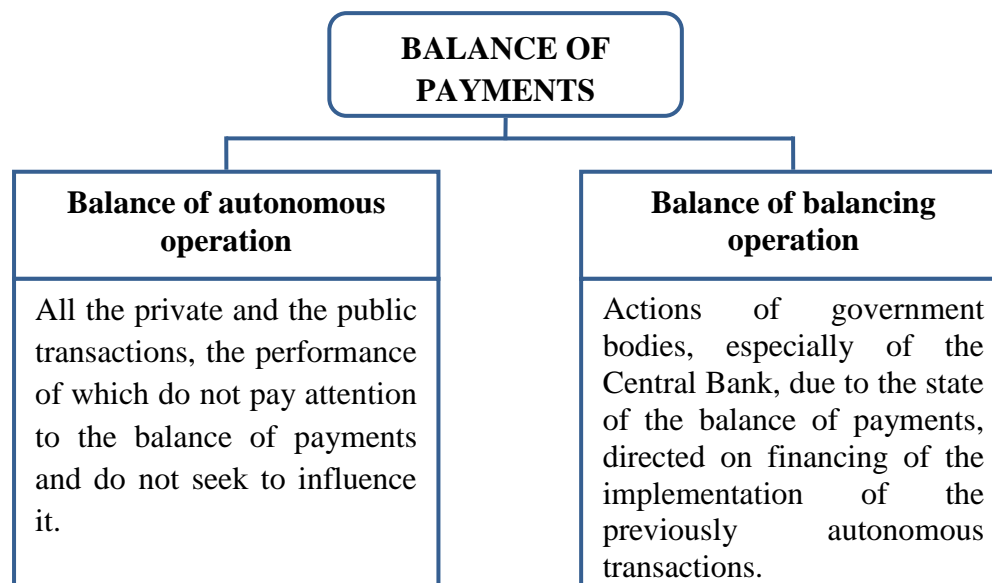 BALANCE OF
PAYMENTS
Balance of autonomous
operation
All the private and the public
transactions, the performance
of which do not pay attention
to the balance of payments
and do not seek to influence
it.
Balance of balancing
operation
Actions of government
bodies, especially of the
Central Bank, due to the state
of the balance of payments,
directed on financing of the
implementation of the
previously autonomous
transactions.